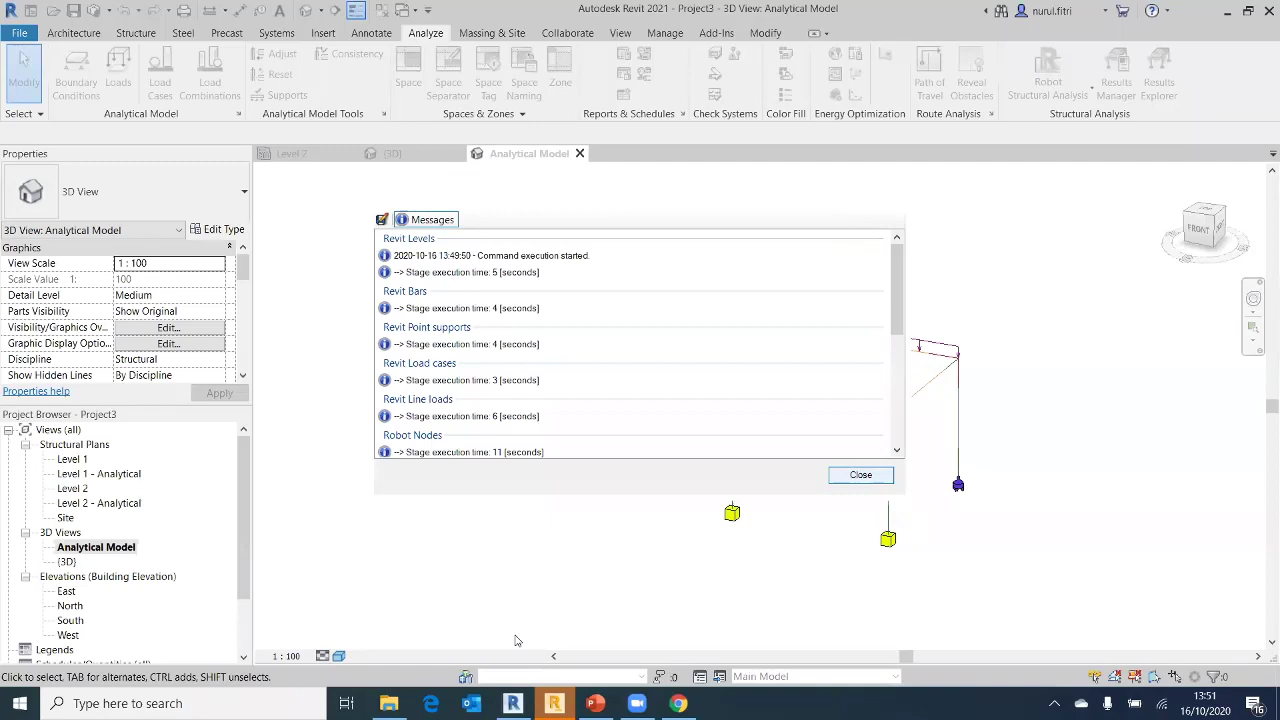 Autodesk Revit 2021 - Project3 - 3D View: Analytical Model
nurul.fitri
File Architecture Structure Steel Precast Systems Insert Annotate Analyze Massing & Site Collaborate View Manage Add-Ins Modify
Modify
Boundary Conditions
Loads
Load Cases
Load Combinations
Adjust
Reset
Supports
Consistency
Space
Space Separator
Space Tag
Space Naming
Zone
Path of Travel
Reveal Obstacles
Robot Structural Analysis
Results Manager
Results Explorer
Select Analytical Model Analytical Model Tools Spaces & Zones Reports & Schedules Check Systems Color Fill Energy Optimization Route Analysis Structural Analysis
Properties
Level 2 {3D} Analytical Model
3D View
3D View: Analytical Model Edit Type
Graphics
View Scale 1 : 100
Scale Value 1: 100
Detail Level Medium
Parts Visibility Show Original
Visibility/Graphics Ov... Edit...
Graphic Display Optio... Edit...
Discipline Structural
Show Hidden Lines By Discipline
Properties help Apply
Project Browser - Project3
Views (all)
Structural Plans
Level 1
Level 1 - Analytical
Level 2
Level 2 - Analytical
Site
3D Views
Analytical Model
{3D}
Elevations (Building Elevation)
East
North
South
West
Legends
Messages
Revit Levels
2020-10-16 13:49:50 - Command execution started.
--> Stage execution time: 5 [seconds]
Revit Bars
--> Stage execution time: 4 [seconds]
Revit Point supports
--> Stage execution time: 4 [seconds]
Revit Load cases
--> Stage execution time: 3 [seconds]
Revit Line loads
--> Stage execution time: 6 [seconds]
Robot Nodes
--> Stage execution time: 11 [seconds]
Close
FRONT
1 : 100
Click to select, TAB for alternates, CTRL adds, SHIFT unselects.
:0 Main Model :0
Type here to search
13:51
16/10/2020